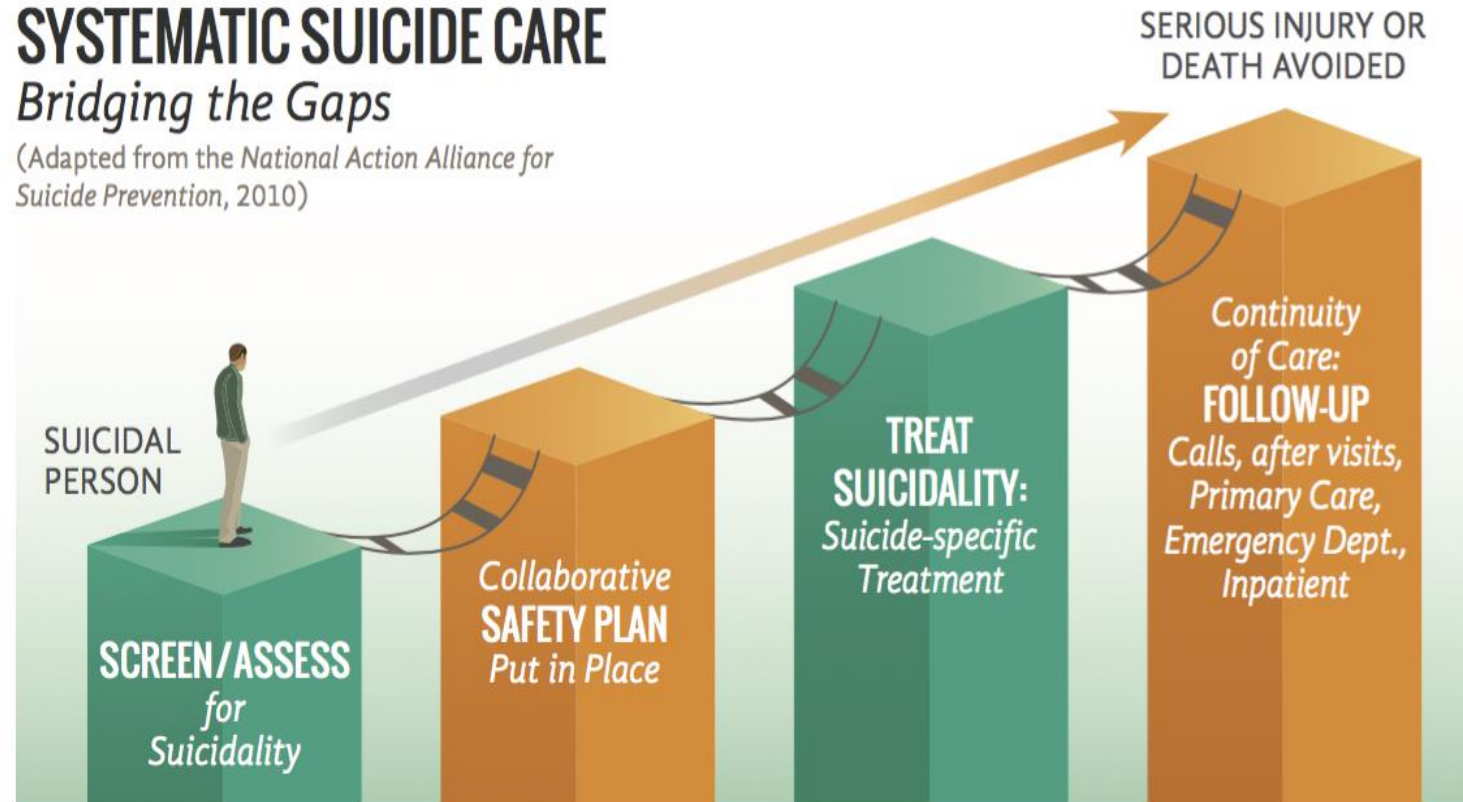 SYSTEMATIC SUICIDE CARE
Bridging the Gaps
(Adapted from the National Action Alliance for
Suicide Prevention, 2010)
SERIOUS INJURY OR
DEATH AVOIDED
SUICIDAL
PERSON
SCREEN/ASSESS
for
Suicidality
Collaborative
SAFETY PLAN
Put in Place
TREAT
SUICIDALITY:
Suicide-specific
Treatment
Continuity
of Care:
FOLLOW-UP
Calls, after visits,
Primary Care,
Emergency Dept.,
Inpatient